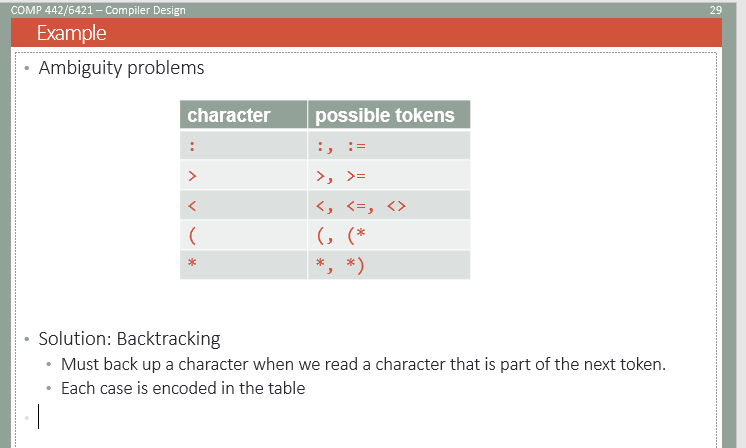 COMP 442/6421 – Compiler Design 29
Example
• Ambiguity problems
character possible tokens
: :, :=
> >, >=
< <, <=, <>
( (, (*
* *, *)
• Solution: Backtracking
• Must back up a character when we read a character that is part of the next token.
• Each case is encoded in the table